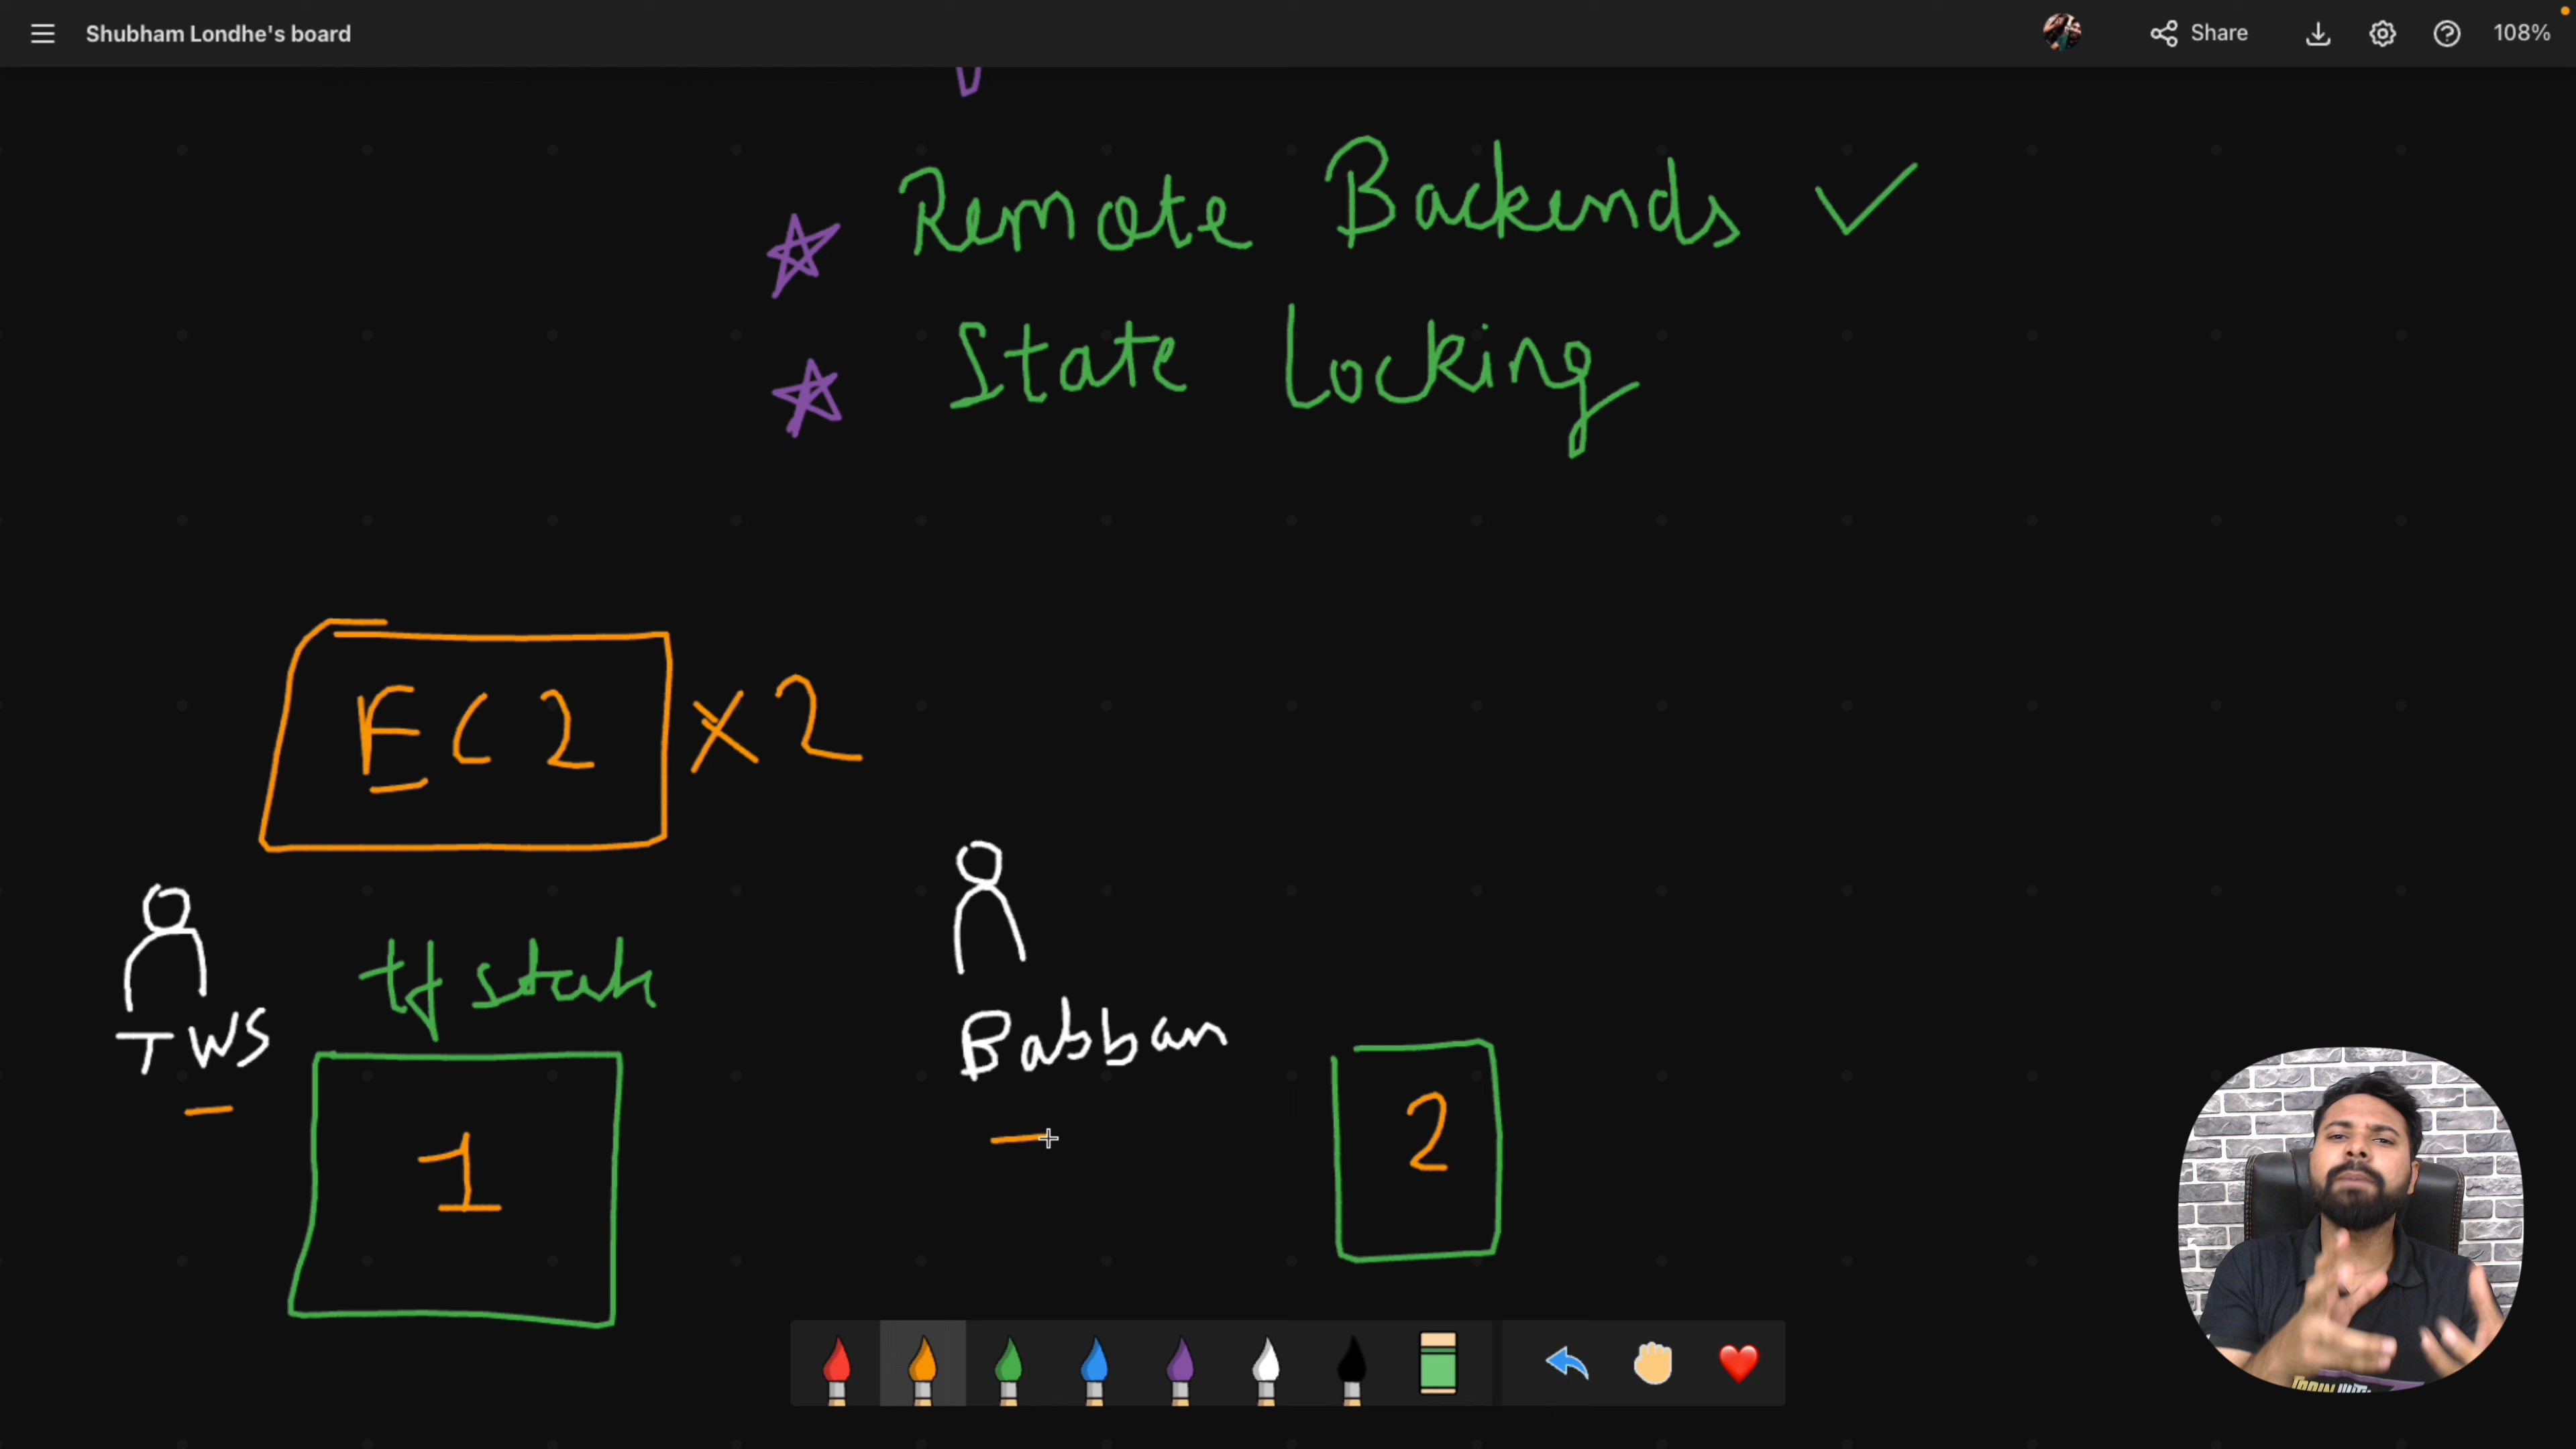 Shubham Londhe's board
Share
108%
Remote Backends
State Locking
EC2 x2
tf state
TWS
Babban
1
2